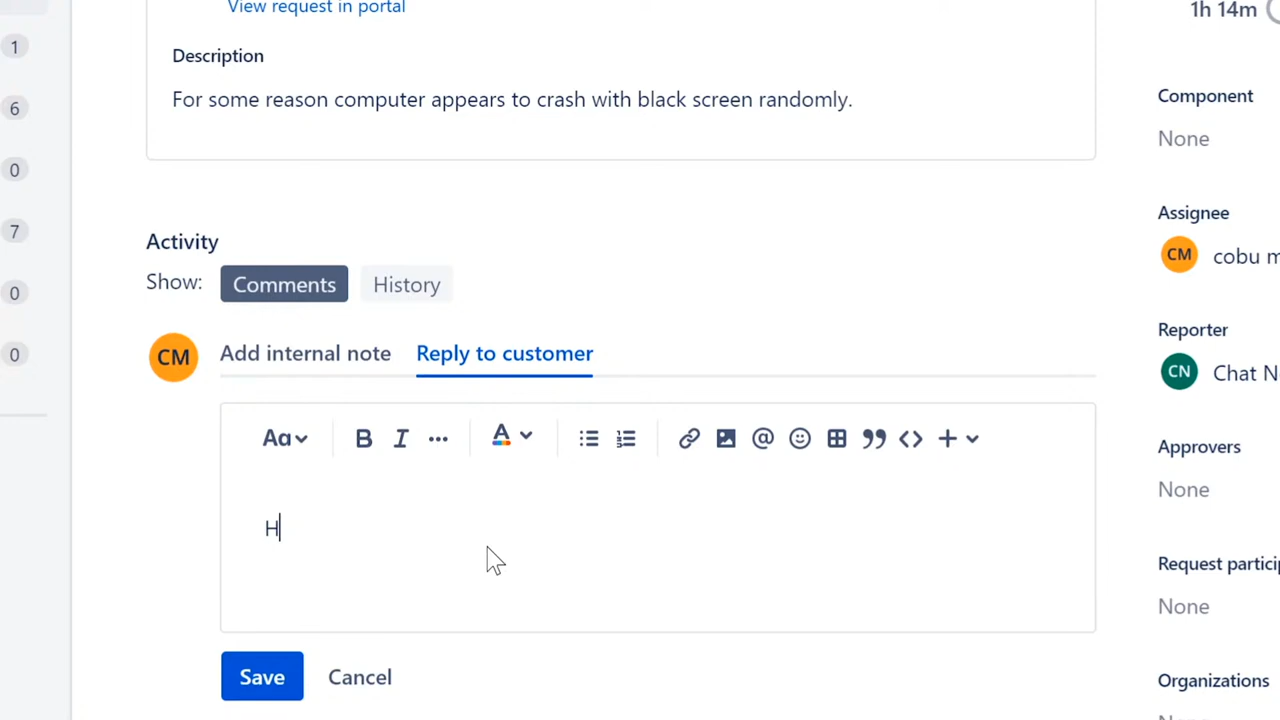 View request in portal
1h 14m
1
Description
6
For some reason computer appears to crash with black screen randomly.
0
7
0
0
Activity
Show: Comments History
CM Add internal note Reply to customer
Aa B I ... A @ <> +
H
Save Cancel
Component
None
Assignee
CM cobu m
Reporter
CN Chat N
Approvers
None
Request partici
None
Organizations